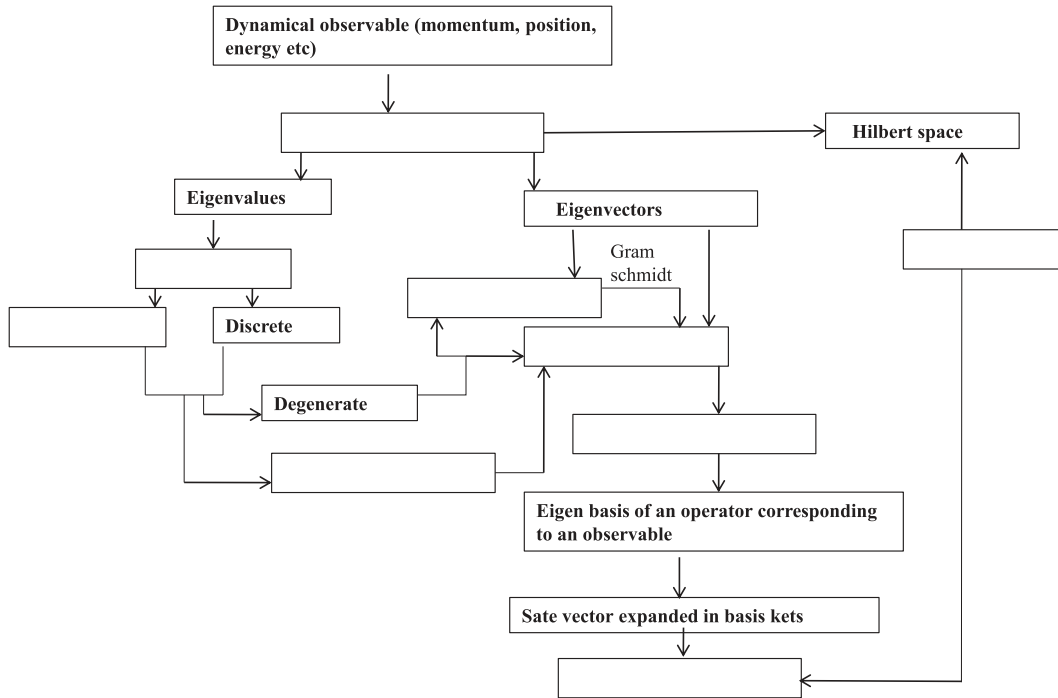 Dynamical observable (momentum, position,
energy etc)
Hilbert space
Eigenvalues
Eigenvectors
Gram
schmidt
Discrete
Degenerate
Eigen basis of an operator corresponding
to an observable
Sate vector expanded in basis kets